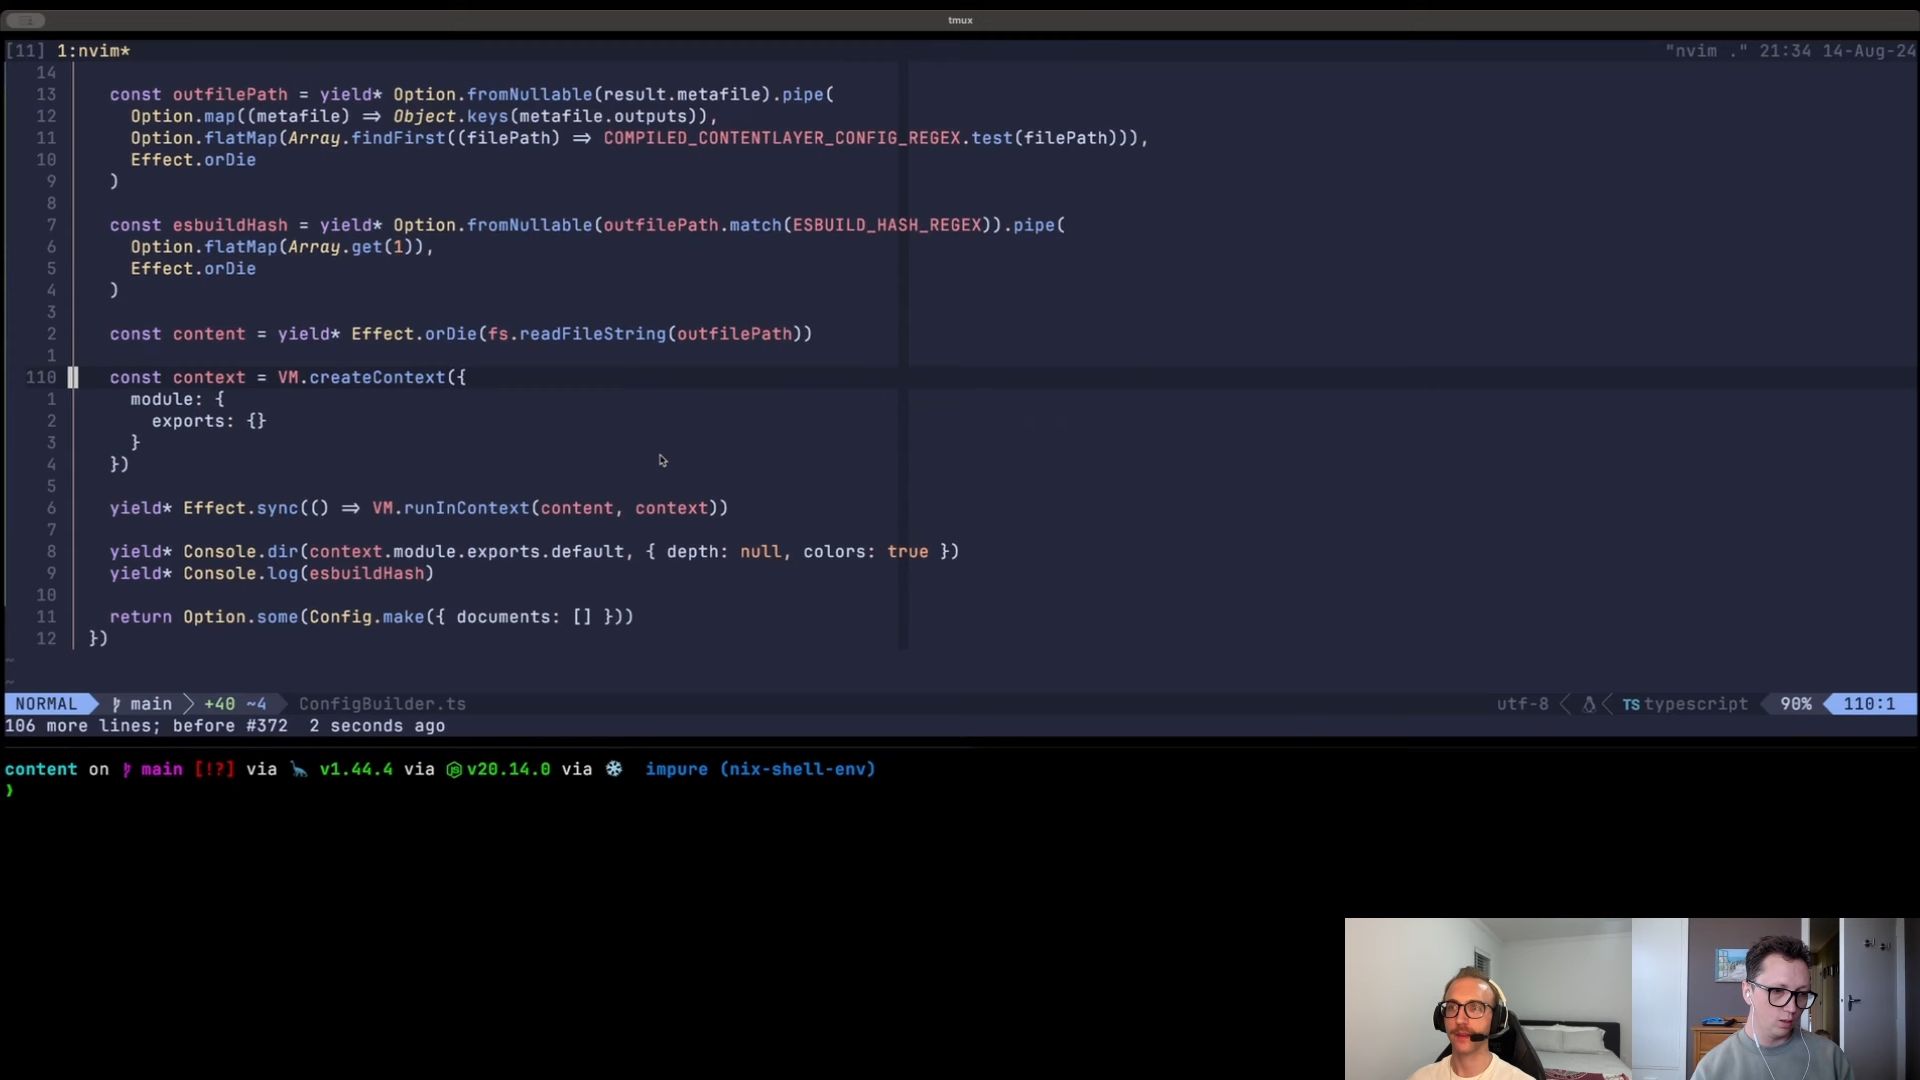 tmux
[11] 1:nvim* "nvim ." 21:34 14-Aug-24
14
13 const outfilePath = yield* Option.fromNullable(result.metafile).pipe(
12 Option.map((metafile) ⇒ Object.keys(metafile.outputs)),
11 Option.flatMap(Array.findFirst((filePath) ⇒ COMPILED_CONTENTLAYER_CONFIG_REGEX.test(filePath))),
10 Effect.orDie
9 )
8
7 const esbuildHash = yield* Option.fromNullable(outfilePath.match(ESBUILD_HASH_REGEX)).pipe(
6 Option.flatMap(Array.get(1)),
5 Effect.orDie
4 )
3
2 const content = yield* Effect.orDie(fs.readFileString(outfilePath))
1
110 const context = VM.createContext({
1 module: {
2 exports: {}
3 }
4 })
5
6 yield* Effect.sync(() ⇒ VM.runInContext(content, context))
7
8 yield* Console.dir(context.module.exports.default, { depth: null, colors: true })
9 yield* Console.log(esbuildHash)
10
11 return Option.some(Config.make({ documents: [] }))
12 })
~
~
NORMAL main +40 ~4 ConfigBuilder.ts utf-8 TS typescript 90% 110:1
106 more lines; before #372 2 seconds ago
content on main [!?] via v1.44.4 via v20.14.0 via ❄ impure (nix-shell-env)
❯